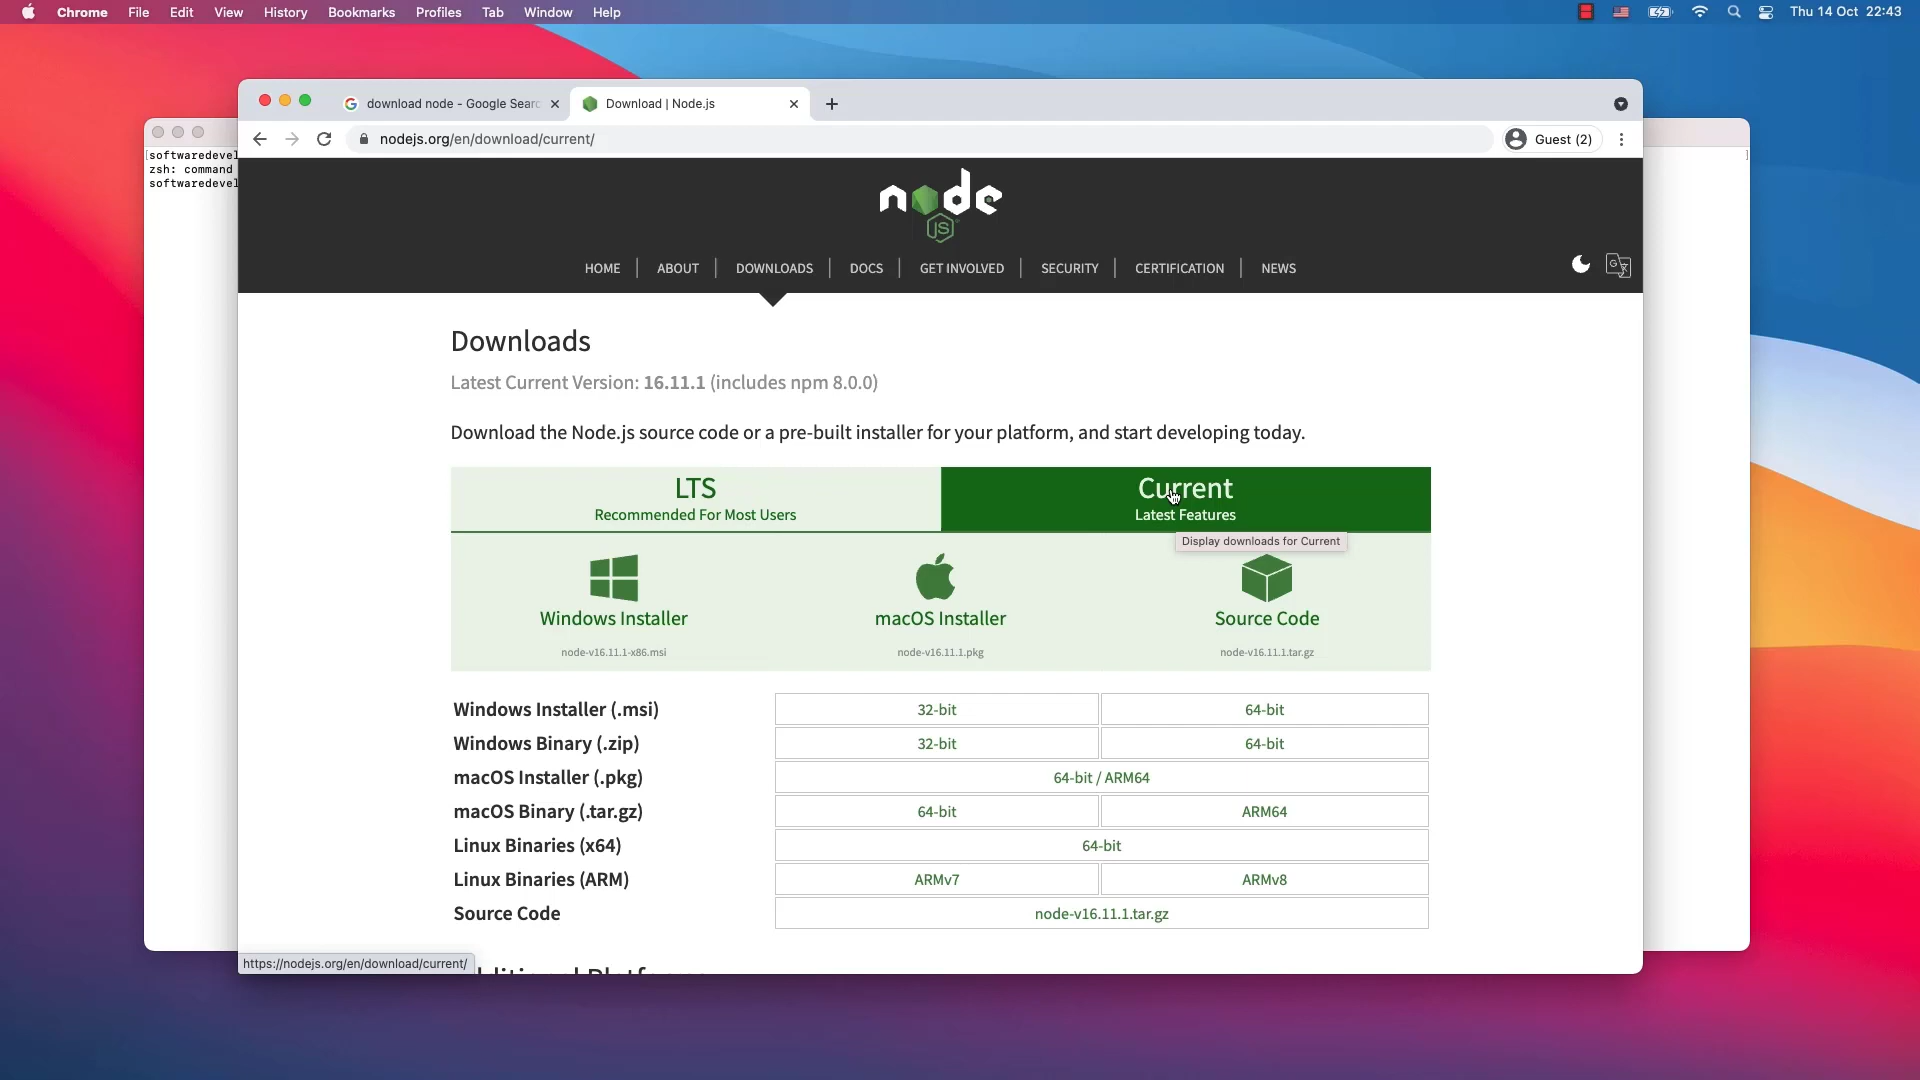 Chrome File Edit View History Bookmarks Profiles Tab Window Help Thu 14 Oct 22:43
download node - Google Searc Download | Node.js
nodejs.org/en/download/current/ Guest (2)
[softwaredevel
zsh: command
softwaredevel
node
JS
HOME ABOUT DOWNLOADS DOCS GET INVOLVED SECURITY CERTIFICATION NEWS
Downloads
Latest Current Version: 16.11.1 (includes npm 8.0.0)
Download the Node.js source code or a pre-built installer for your platform, and start developing today.
LTS
Recommended For Most Users
Current
Latest Features
Display downloads for Current
Windows Installer
node-v16.11.1-x86.msi
macOS Installer
node-v16.11.1.pkg
Source Code
node-v16.11.1.tar.gz
Windows Installer (.msi) 32-bit 64-bit
Windows Binary (.zip) 32-bit 64-bit
macOS Installer (.pkg) 64-bit / ARM64
macOS Binary (.tar.gz) 64-bit ARM64
Linux Binaries (x64) 64-bit
Linux Binaries (ARM) ARMv7 ARMv8
Source Code node-v16.11.1.tar.gz
https://nodejs.org/en/download/current/